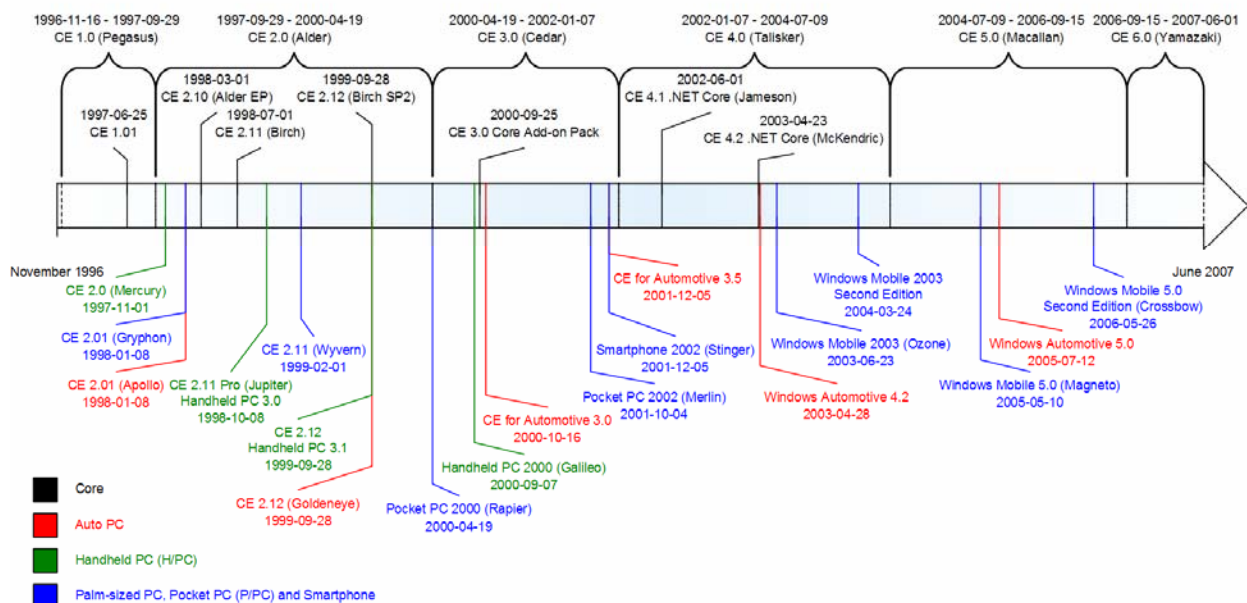 1996-11-16 - 1997-09-29
CE 1.0 (Pegasus)
1997-09-29 - 2000-04-19
CE 2.0 (Alder)
2000-04-19 - 2002-01-07
CE 3.0 (Cedar)
2002-01-07 - 2004-07-09
CE 4.0 (Talisker)
2004-07-09 - 2006-09-15
CE 5.0 (Macallan)
2006-09-15 - 2007-06-01
CE 6.0 (Yamazaki)
1997-06-25
CE 1.01
1998-03-01
CE 2.10 (Alder EP)
1998-07-01
CE 2.11 (Birch)
1999-09-28
CE 2.12 (Birch SP2)
2000-09-25
CE 3.0 Core Add-on Pack
2002-06-01
CE 4.1 .NET Core (Jameson)
2003-04-23
CE 4.2 .NET Core (McKendric)
November 1996
June 2007
CE 2.0 (Mercury)
1997-11-01
CE 2.01 (Gryphon)
1998-01-08
CE 2.01 (Apollo)
1998-01-08
CE 2.11 Pro (Jupiter)
Handheld PC 3.0
1998-10-08
CE 2.11 (Wyvern)
1999-02-01
CE 2.12
Handheld PC 3.1
1999-09-28
CE 2.12 (Goldeneye)
1999-09-28
Pocket PC 2000 (Rapier)
2000-04-19
Handheld PC 2000 (Galileo)
2000-09-07
CE for Automotive 3.0
2000-10-16
Pocket PC 2002 (Merlin)
2001-10-04
Smartphone 2002 (Stinger)
2001-12-05
CE for Automotive 3.5
2001-12-05
Windows Automotive 4.2
2003-04-28
Windows Mobile 2003 (Ozone)
2003-06-23
Windows Mobile 2003
Second Edition
2004-03-24
Windows Mobile 5.0 (Magneto)
2005-05-10
Windows Automotive 5.0
2005-07-12
Windows Mobile 5.0
Second Edition (Crossbow)
2006-05-26
Core
Auto PC
Handheld PC (H/PC)
Palm-sized PC, Pocket PC (P/PC) and Smartphone